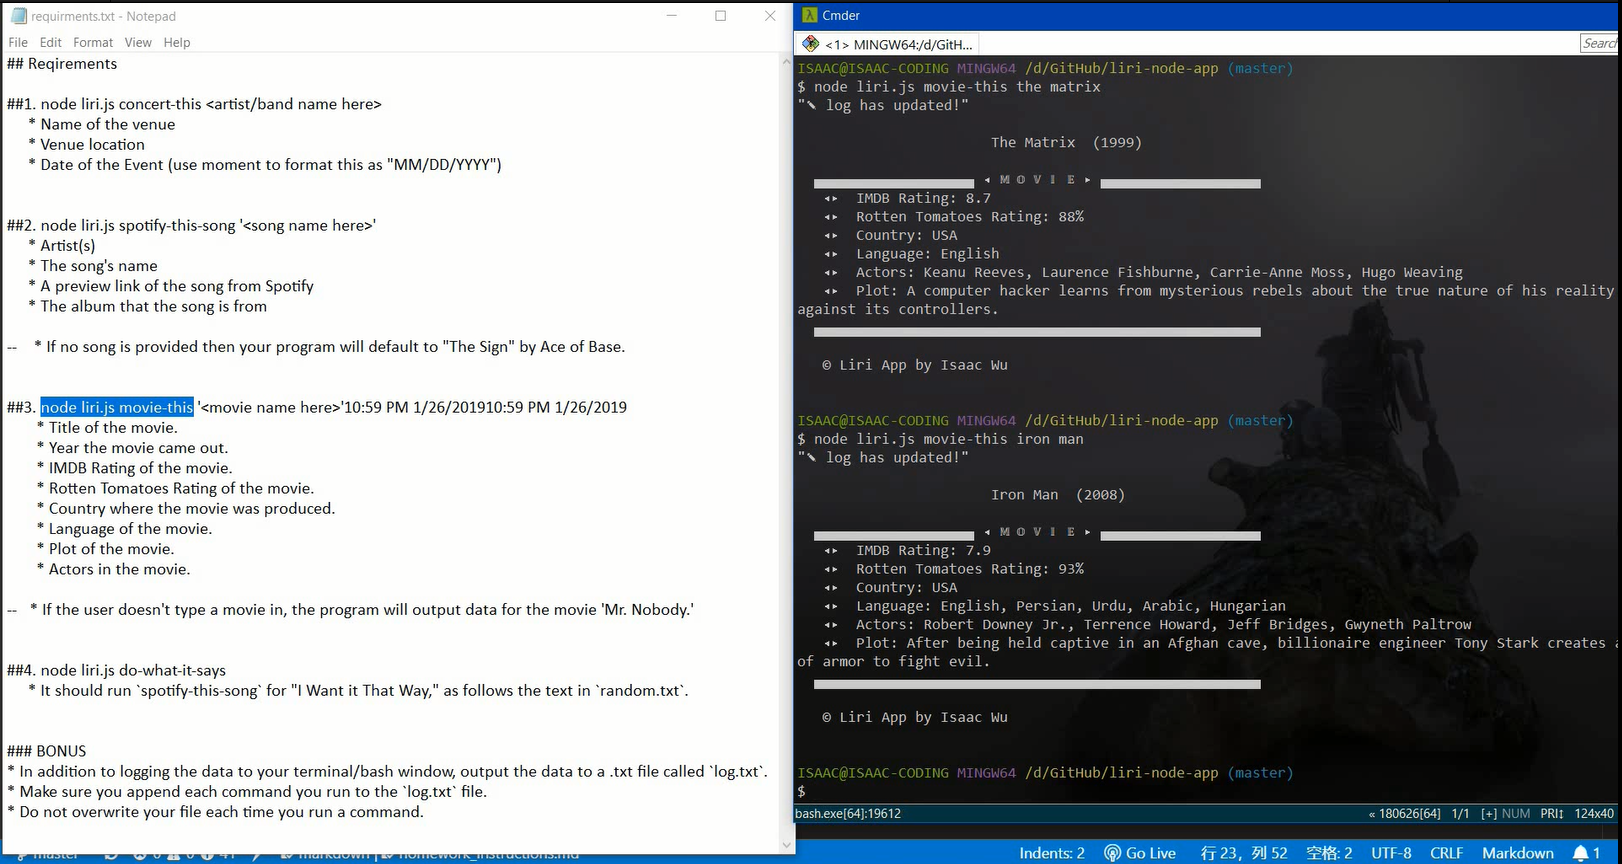 requirments.txt - Notepad
File Edit Format View Help
## Reqirements
##1. node liri.js concert-this <artist/band name here>
* Name of the venue
* Venue location
* Date of the Event (use moment to format this as "MM/DD/YYYY")
##2. node liri.js spotify-this-song '<song name here>'
* Artist(s)
* The song's name
* A preview link of the song from Spotify
* The album that the song is from
-- * If no song is provided then your program will default to "The Sign" by Ace of Base.
##3. node liri.js movie-this '<movie name here>'10:59 PM 1/26/201910:59 PM 1/26/2019
* Title of the movie.
* Year the movie came out.
* IMDB Rating of the movie.
* Rotten Tomatoes Rating of the movie.
* Country where the movie was produced.
* Language of the movie.
* Plot of the movie.
* Actors in the movie.
-- * If the user doesn't type a movie in, the program will output data for the movie 'Mr. Nobody.'
##4. node liri.js do-what-it-says
* It should run `spotify-this-song` for "I Want it That Way," as follows the text in `random.txt`.
### BONUS
* In addition to logging the data to your terminal/bash window, output the data to a .txt file called `log.txt`.
* Make sure you append each command you run to the `log.txt` file.
* Do not overwrite your file each time you run a command.
λ Cmder
<1> MINGW64:/d/GitH...
Search
ISAAC@ISAAC-CODING MINGW64 /d/GitHub/liri-node-app (master)
$ node liri.js movie-this the matrix
"✎ log has updated!"
The Matrix (1999)
◂ 𝕄 𝕆 𝕍 𝕀 𝔼 ▸
◂▸ IMDB Rating: 8.7
◂▸ Rotten Tomatoes Rating: 88%
◂▸ Country: USA
◂▸ Language: English
◂▸ Actors: Keanu Reeves, Laurence Fishburne, Carrie-Anne Moss, Hugo Weaving
◂▸ Plot: A computer hacker learns from mysterious rebels about the true nature of his reality
against its controllers.
© Liri App by Isaac Wu
ISAAC@ISAAC-CODING MINGW64 /d/GitHub/liri-node-app (master)
$ node liri.js movie-this iron man
"✎ log has updated!"
Iron Man (2008)
◂ 𝕄 𝕆 𝕍 𝕀 𝔼 ▸
◂▸ IMDB Rating: 7.9
◂▸ Rotten Tomatoes Rating: 93%
◂▸ Country: USA
◂▸ Language: English, Persian, Urdu, Arabic, Hungarian
◂▸ Actors: Robert Downey Jr., Terrence Howard, Jeff Bridges, Gwyneth Paltrow
◂▸ Plot: After being held captive in an Afghan cave, billionaire engineer Tony Stark creates a
of armor to fight evil.
© Liri App by Isaac Wu
ISAAC@ISAAC-CODING MINGW64 /d/GitHub/liri-node-app (master)
$
bash.exe[64]:19612 « 180626[64] 1/1 [+] NUM PRI↕ 124x40
master markdown homework_instructions.md Indents: 2 Go Live 行 23，列 52 空格: 2 UTF-8 CRLF Markdown 1